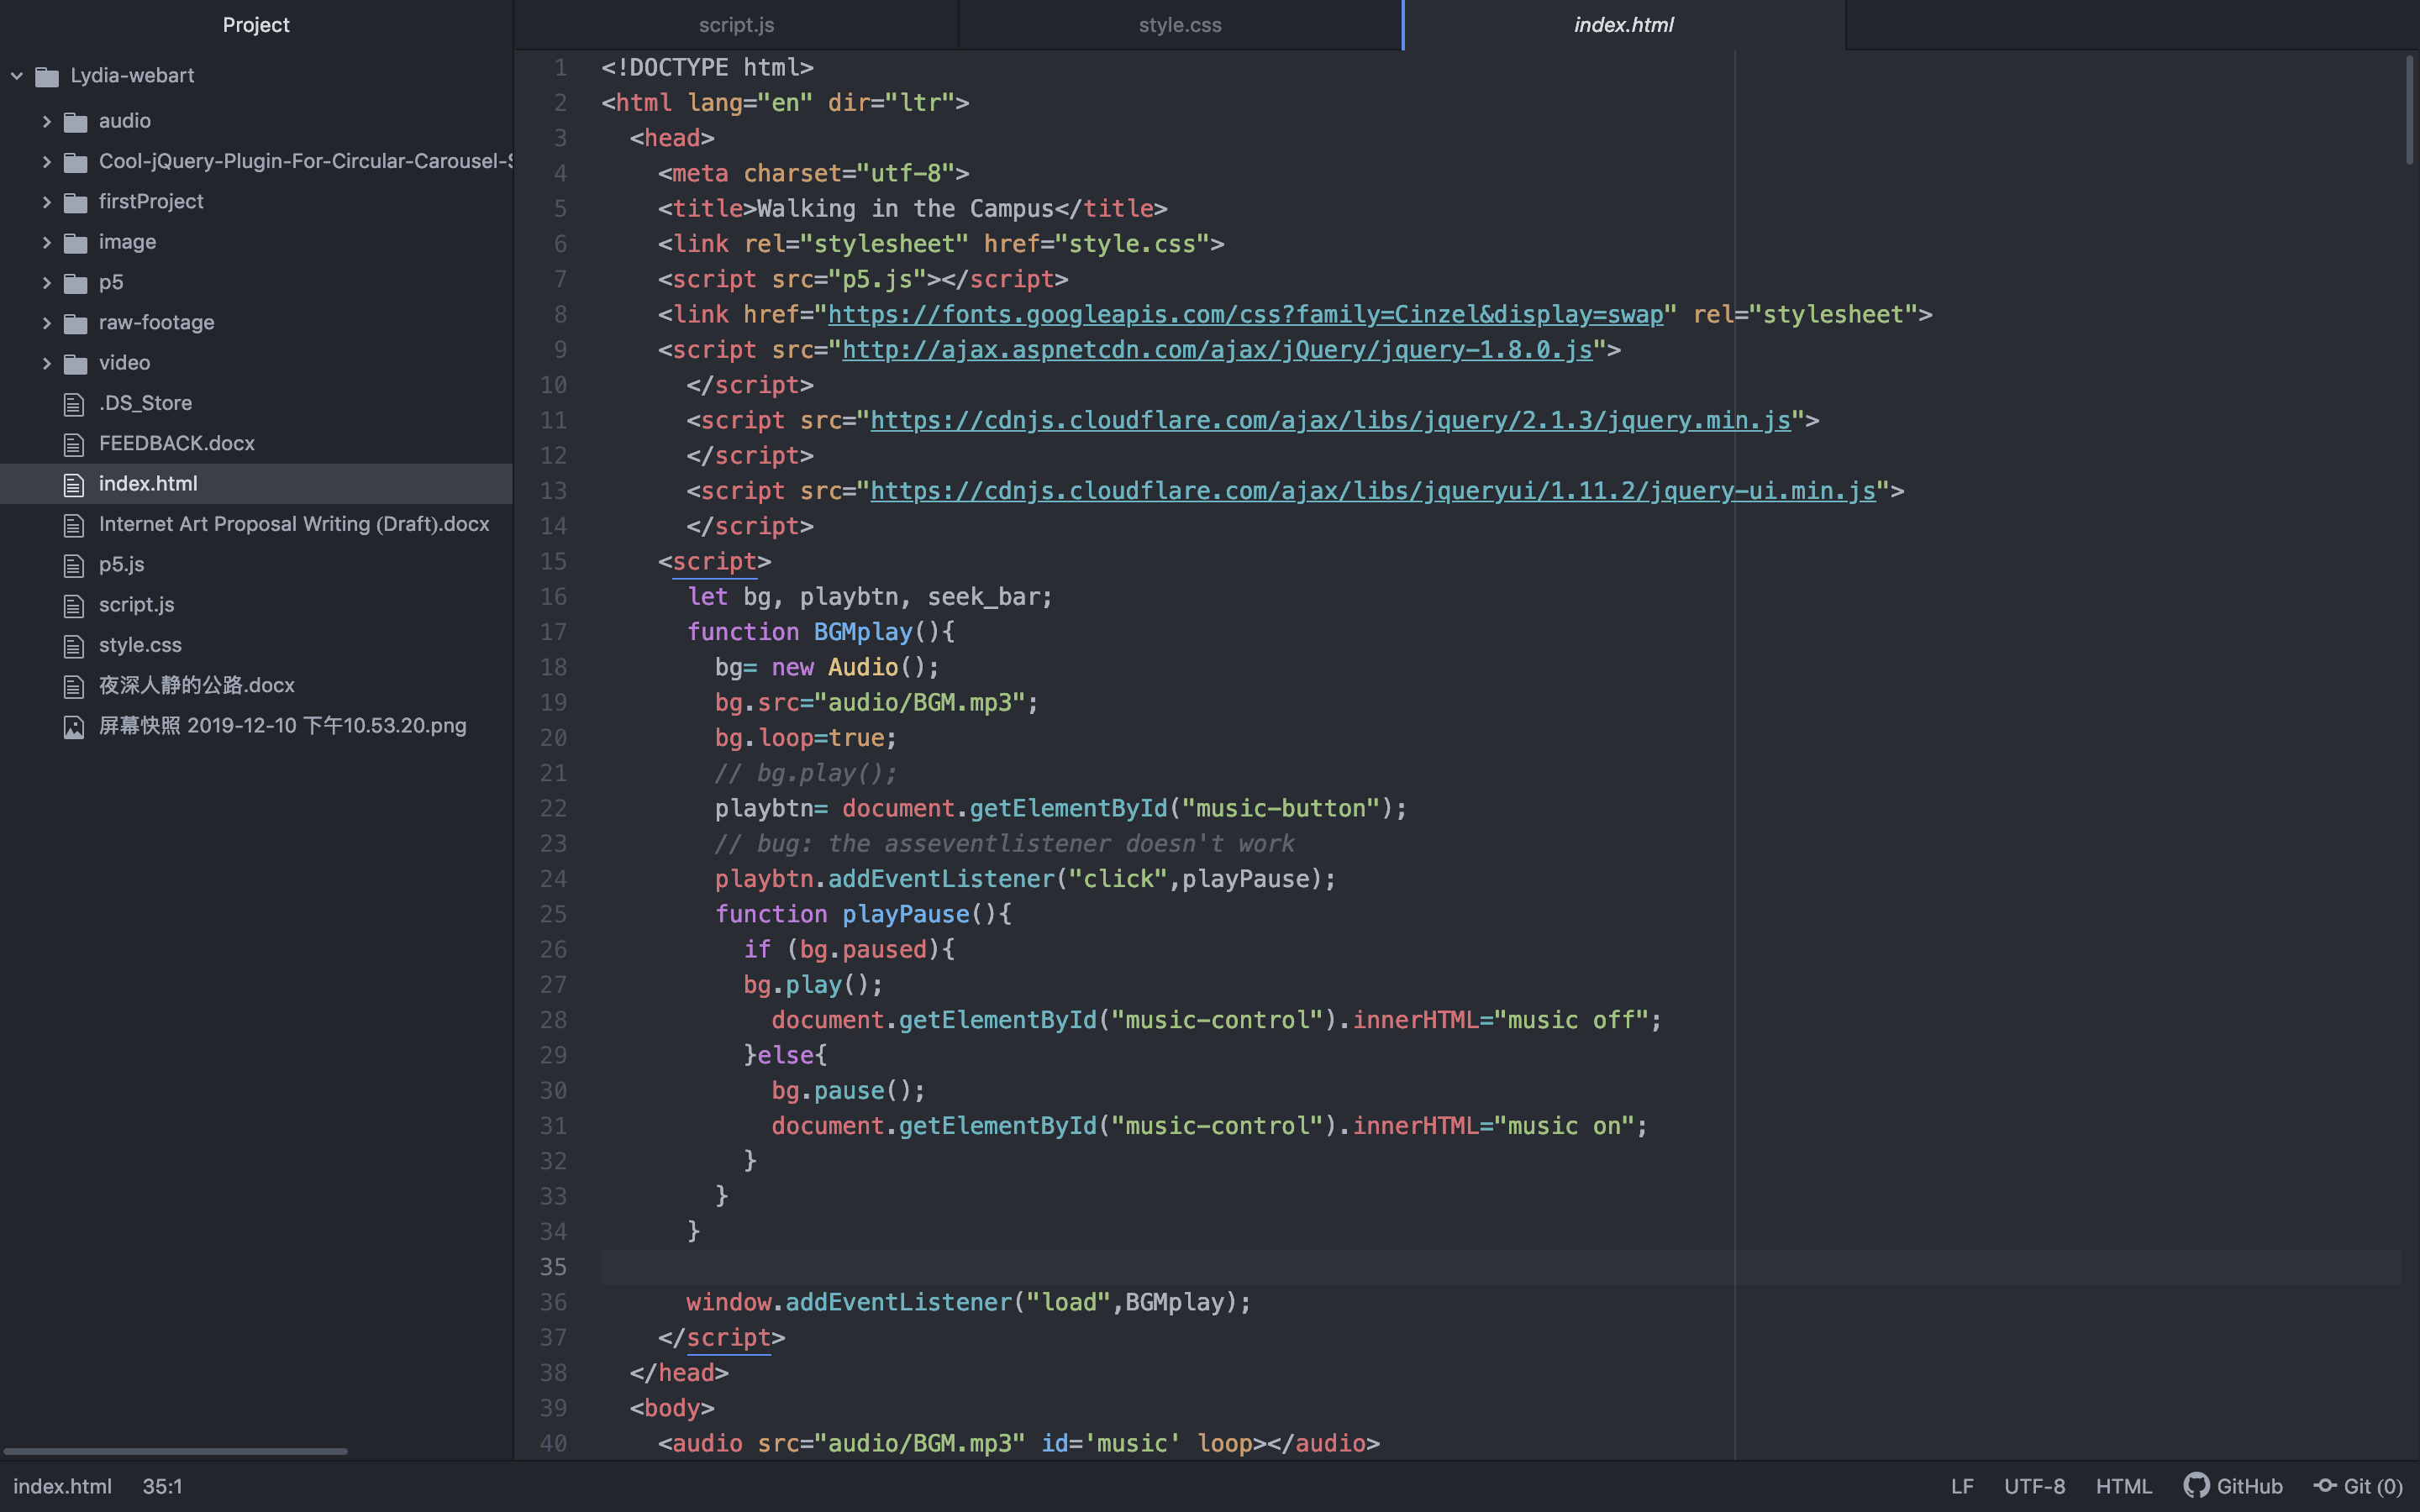 Project
Lydia-webart
audio
Cool-jQuery-Plugin-For-Circular-Carousel-
firstProject
image
p5
raw-footage
video
.DS_Store
FEEDBACK.docx
index.html
Internet Art Proposal Writing (Draft).docx
p5.js
script.js
style.css
夜深人静的公路.docx
屏幕快照 2019-12-10 下午10.53.20.png
script.js
style.css
index.html
1 <!DOCTYPE html>
2 <html lang="en" dir="ltr">
3 <head>
4 <meta charset="utf-8">
5 <title>Walking in the Campus</title>
6 <link rel="stylesheet" href="style.css">
7 <script src="p5.js"></script>
8 <link href="https://fonts.googleapis.com/css?family=Cinzel&display=swap" rel="stylesheet">
9 <script src="http://ajax.aspnetcdn.com/ajax/jQuery/jquery-1.8.0.js">
10 </script>
11 <script src="https://cdnjs.cloudflare.com/ajax/libs/jquery/2.1.3/jquery.min.js">
12 </script>
13 <script src="https://cdnjs.cloudflare.com/ajax/libs/jqueryui/1.11.2/jquery-ui.min.js">
14 </script>
15 <script>
16 let bg, playbtn, seek_bar;
17 function BGMplay(){
18 bg= new Audio();
19 bg.src="audio/BGM.mp3";
20 bg.loop=true;
21 // bg.play();
22 playbtn= document.getElementById("music-button");
23 // bug: the asseventlistener doesn't work
24 playbtn.addEventListener("click",playPause);
25 function playPause(){
26 if (bg.paused){
27 bg.play();
28 document.getElementById("music-control").innerHTML="music off";
29 }else{
30 bg.pause();
31 document.getElementById("music-control").innerHTML="music on";
32 }
33 }
34 }
35
36 window.addEventListener("load",BGMplay);
37 </script>
38 </head>
39 <body>
40 <audio src="audio/BGM.mp3" id='music' loop></audio>
index.html 35:1 LF UTF-8 HTML GitHub Git (0)